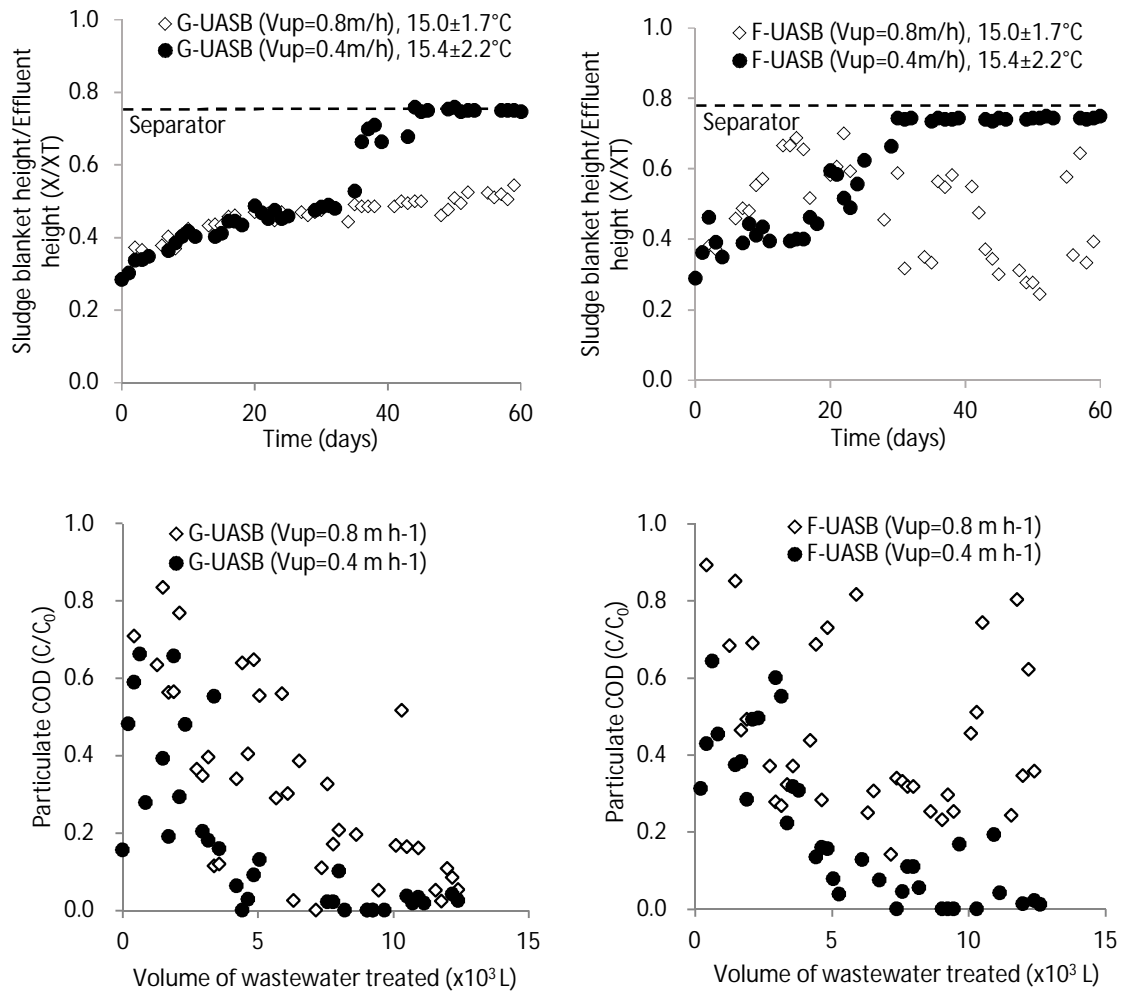 G-UASB (Vup=0.8m/h), 15.0±1.7°C
G-UASB (Vup=0.4m/h), 15.4±2.2°C
Sludge blanket height/Effluent
height (X/XT)
1.0
0.8
0.6
0.4
0.2
0.0
Separator
0 20 40 60
Time (days)
F-UASB (Vup=0.8m/h), 15.0±1.7°C
F-UASB (Vup=0.4m/h), 15.4±2.2°C
Sludge blanket height/Effluent
height (X/XT)
1.0
0.8
0.6
0.4
0.2
0.0
Separator
0 20 40 60
Time (days)
G-UASB (Vup=0.8 m h-1)
G-UASB (Vup=0.4 m h-1)
Particulate COD (C/C₀)
1.0
0.8
0.6
0.4
0.2
0.0
0 5 10 15
Volume of wastewater treated (x10³ L)
F-UASB (Vup=0.8 m h-1)
F-UASB (Vup=0.4 m h-1)
Particulate COD (C/C₀)
1.0
0.8
0.6
0.4
0.2
0.0
0 5 10 15
Volume of wastewater treated (x10³ L)